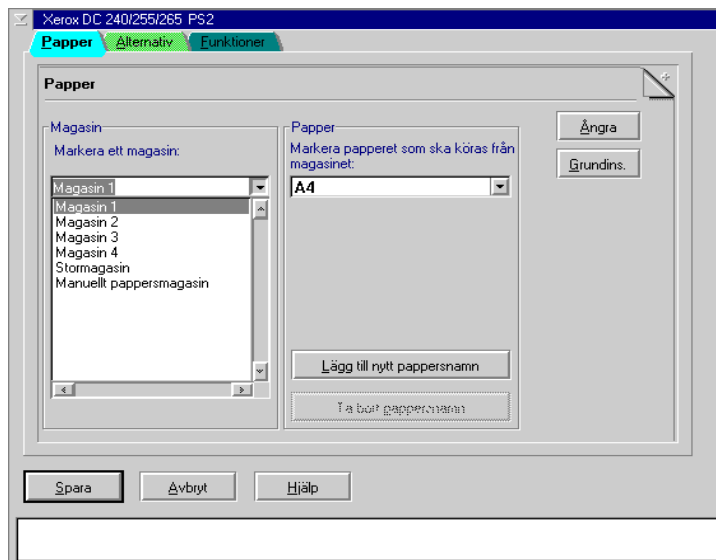 Xerox DC 240/255/265 PS2
Papper
Alternativ
Funktioner
Papper
Magasin
Markera ett magasin:
Magasin 1
Magasin 1
Magasin 2
Magasin 3
Magasin 4
Stormagasin
Manuellt pappersmagasin
Papper
Markera papperet som ska köras från
magasinet:
A4
Lägg till nytt pappersnamn
Ta bort pappersnamn
Ångra
Grundins.
Spara
Avbryt
Hjälp